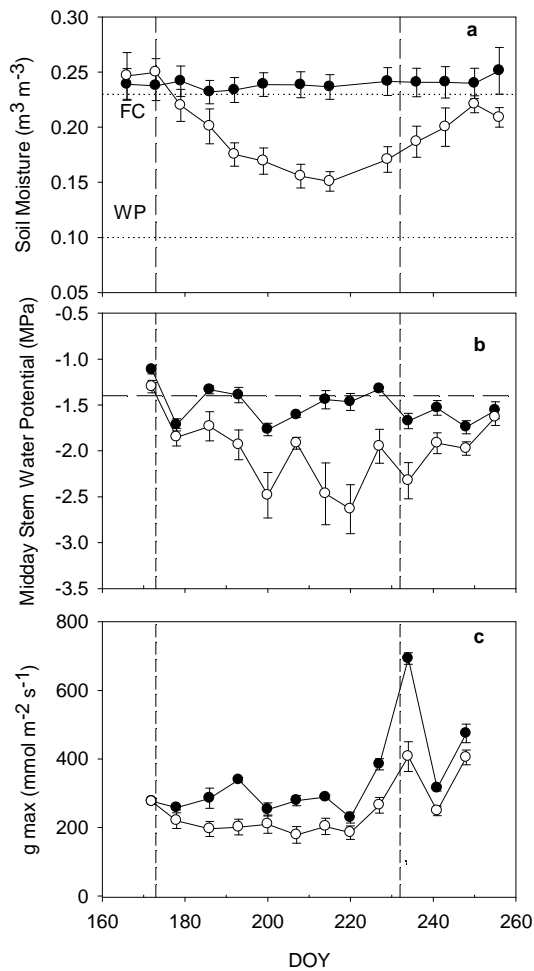 a
0.30
0.25
0.20
0.15
0.10
0.05
FC
WP
Soil Moisture (m³ m⁻³)
b
-0.5
-1.0
-1.5
-2.0
-2.5
-3.0
-3.5
Midday Stem Water Potential (MPa)
c
800
600
400
200
0
g max (mmol m⁻² s⁻¹)
160 180 200 220 240 260
DOY